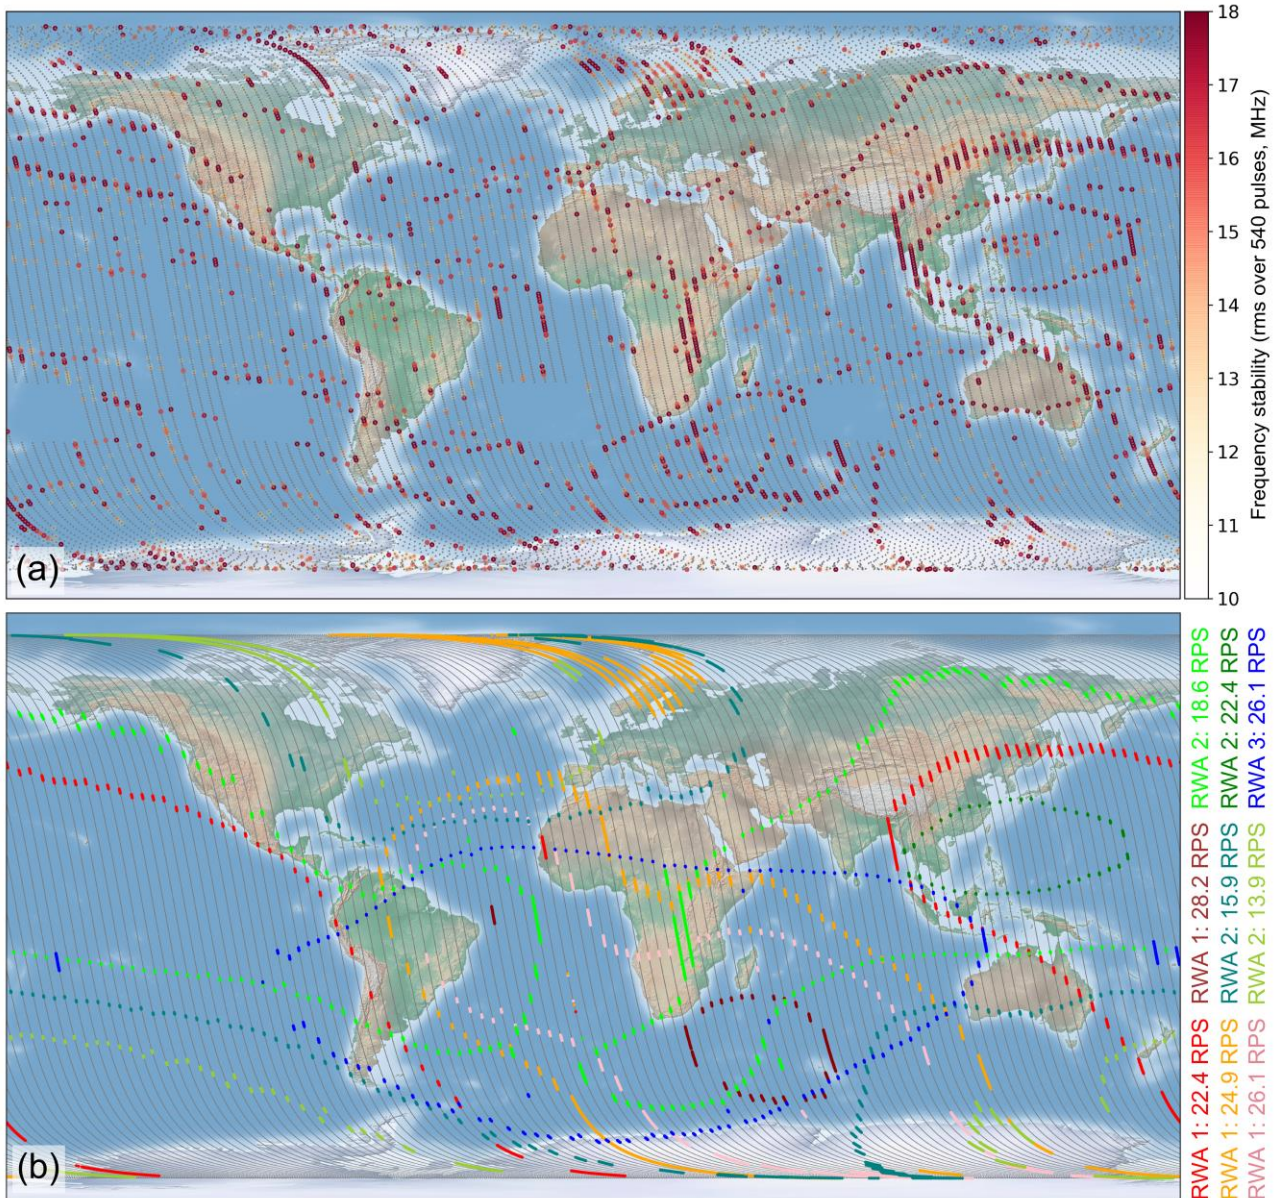 18
17
16
15
14
13
12
11
10
Frequency stability (rms over 540 pulses, MHz)
(a)
(b)
RWA 1: 22.4 RPS
RWA 1: 24.9 RPS
RWA 1: 26.1 RPS
RWA 1: 28.2 RPS
RWA 2: 15.9 RPS
RWA 2: 13.9 RPS
RWA 2: 18.6 RPS
RWA 2: 22.4 RPS
RWA 3: 26.1 RPS